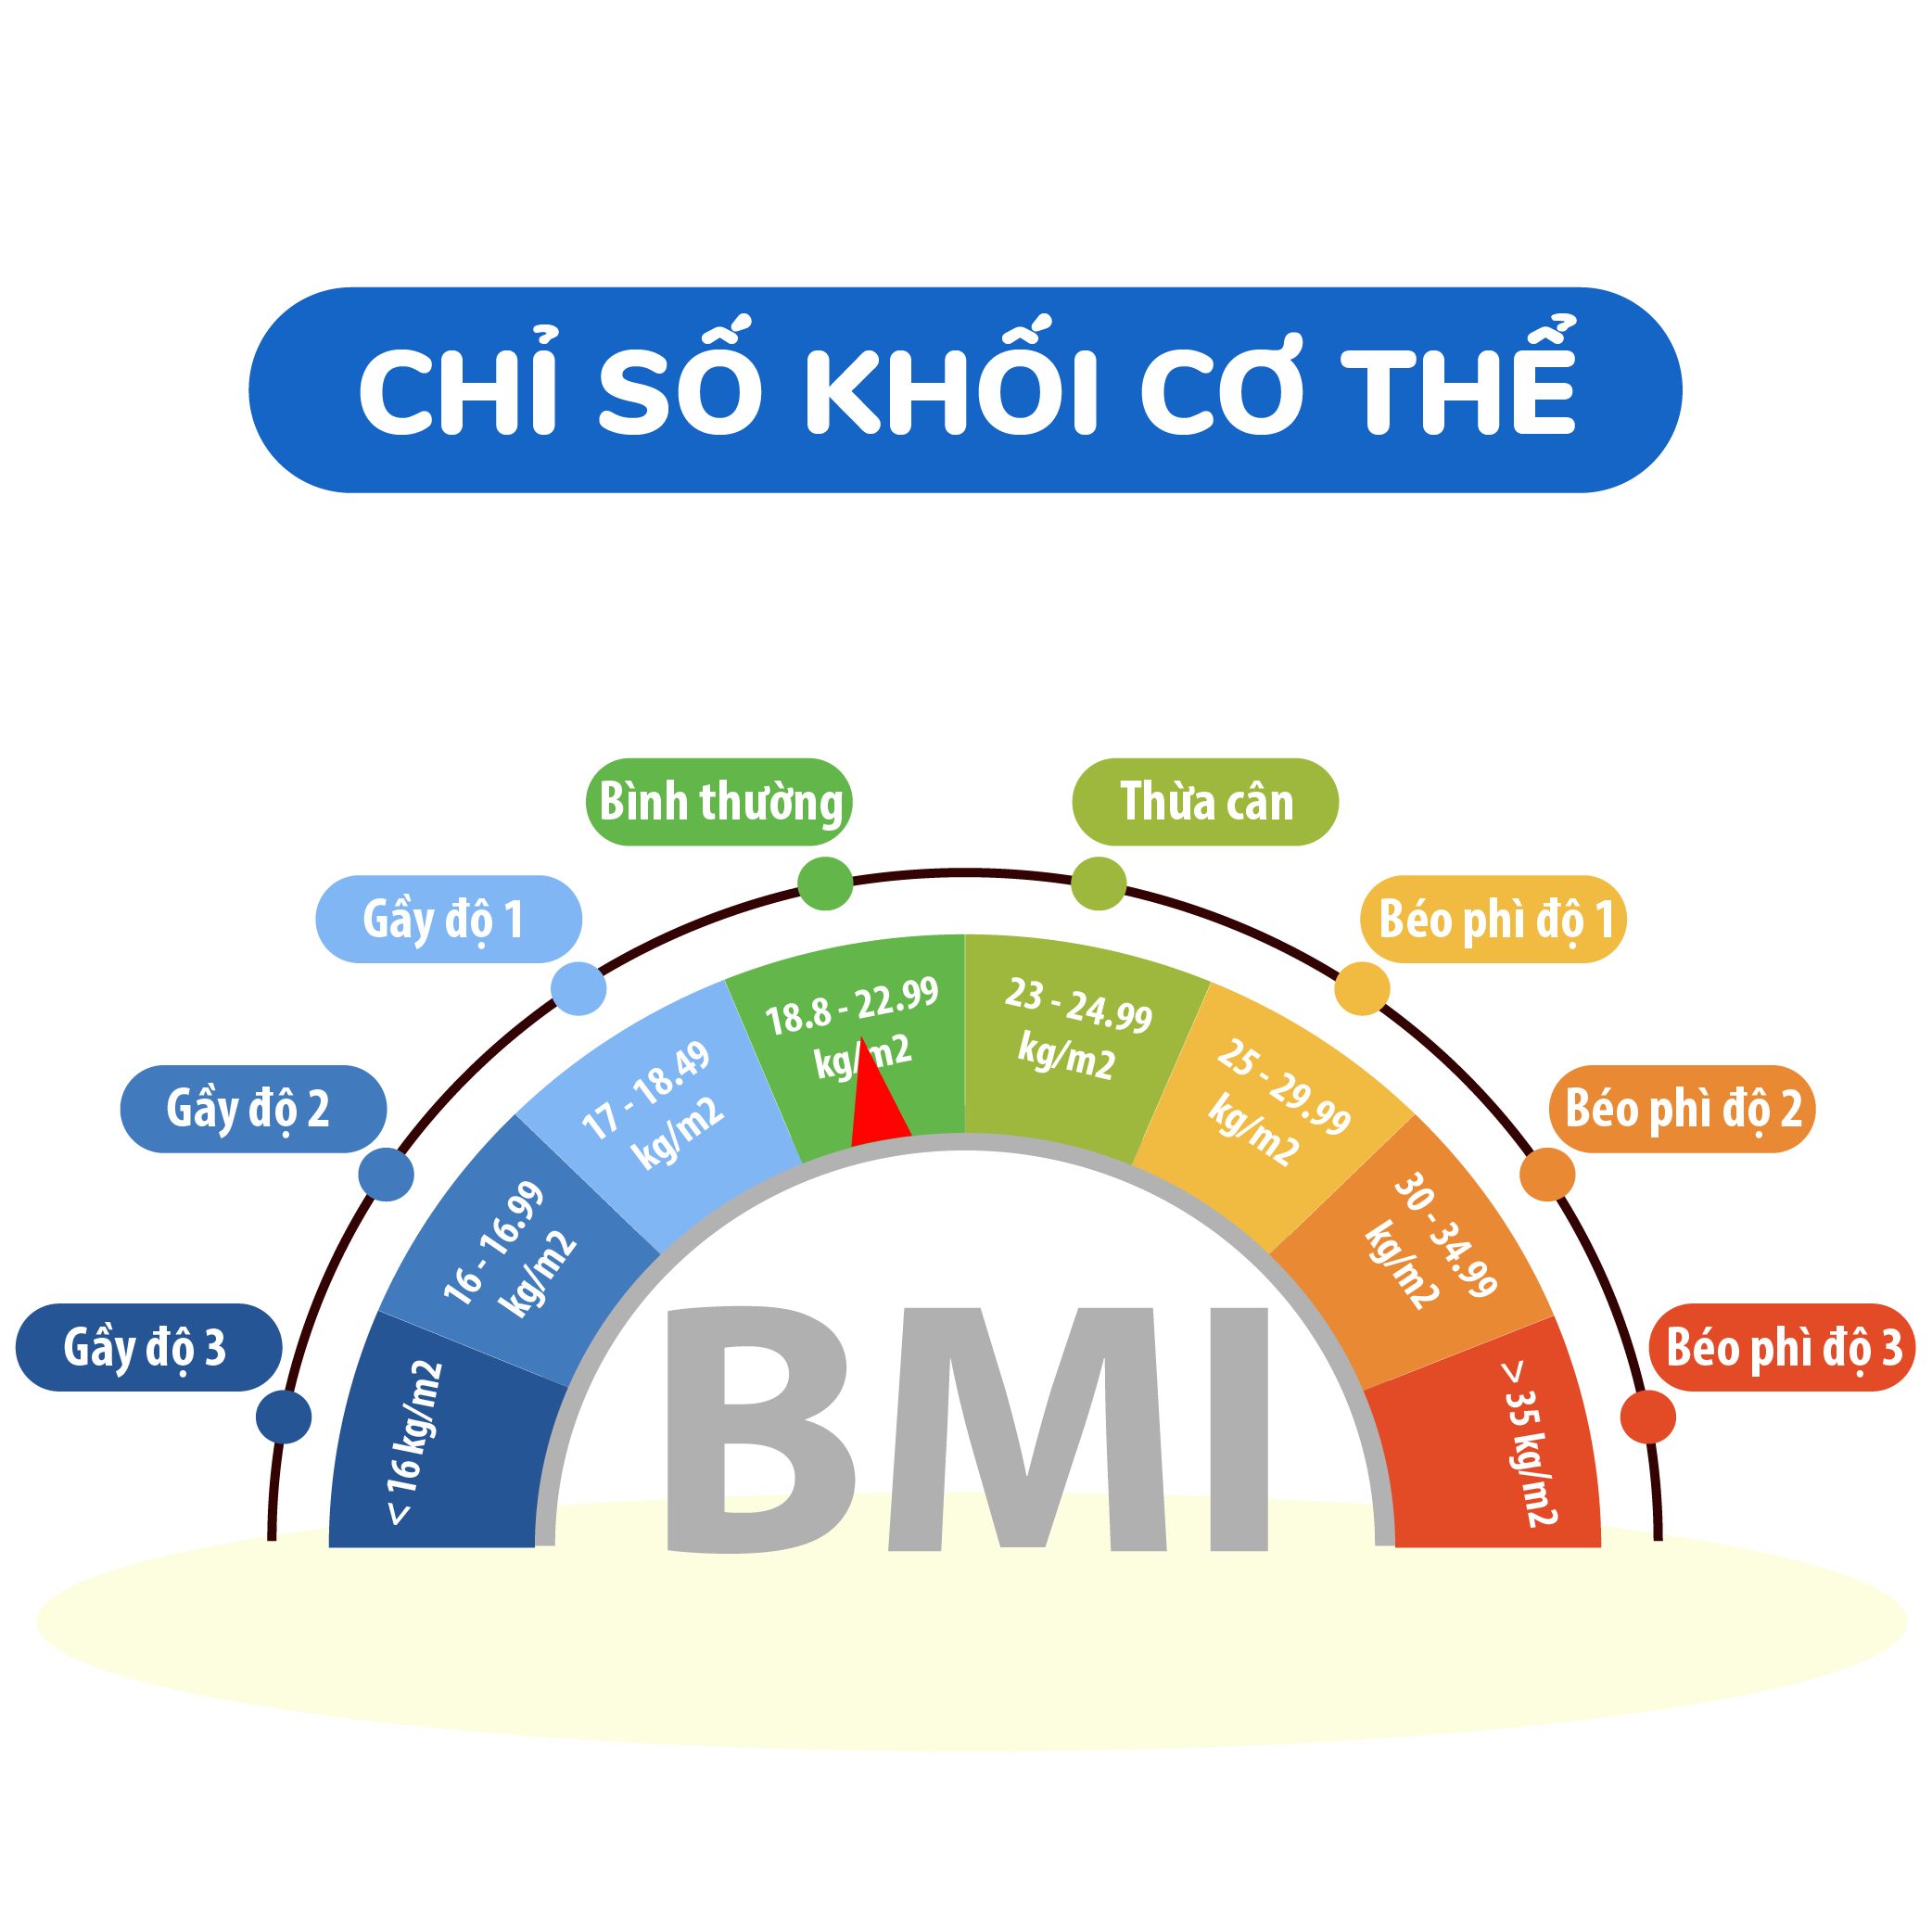 CHỈ SỐ KHỐI CƠ THỂ
Bình thường
Thừa cân
Gầy độ 1
Béo phì độ 1
Gầy độ 2
Béo phì độ 2
Gầy độ 3
Béo phì độ 3
< 16 kg/m2
16 - 16.99
kg/m2
17 - 18.49
kg/m2
18.8 - 22.99
kg/m2
23 - 24.99
kg/m2
25 - 29.99
kg/m2
30 - 34.99
kg/m2
> 35 kg/m2
BMI